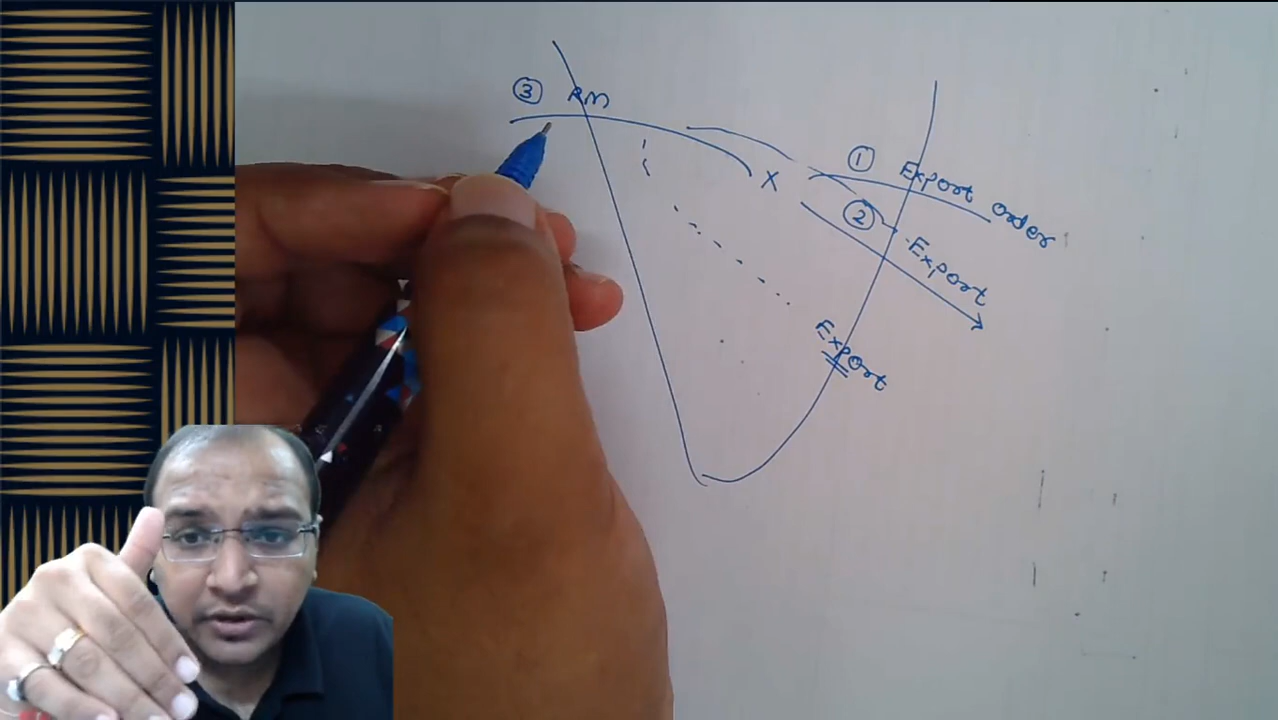 ③ RM
X
① Export order
② Export
Export